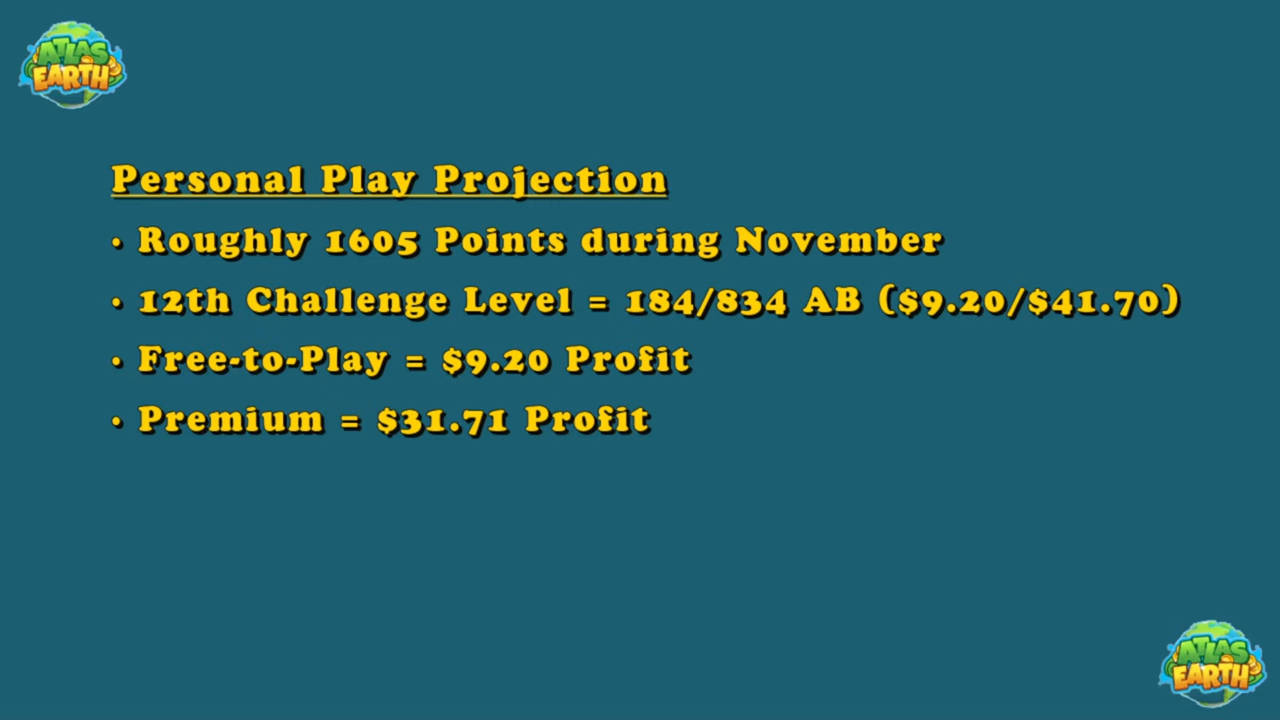 ATLAS
EARTH
Personal Play Projection
• Roughly 1605 Points during November
• 12th Challenge Level = 184/834 AB ($9.20/$41.70)
• Free-to-Play = $9.20 Profit
• Premium = $31.71 Profit
ATLAS
EARTH